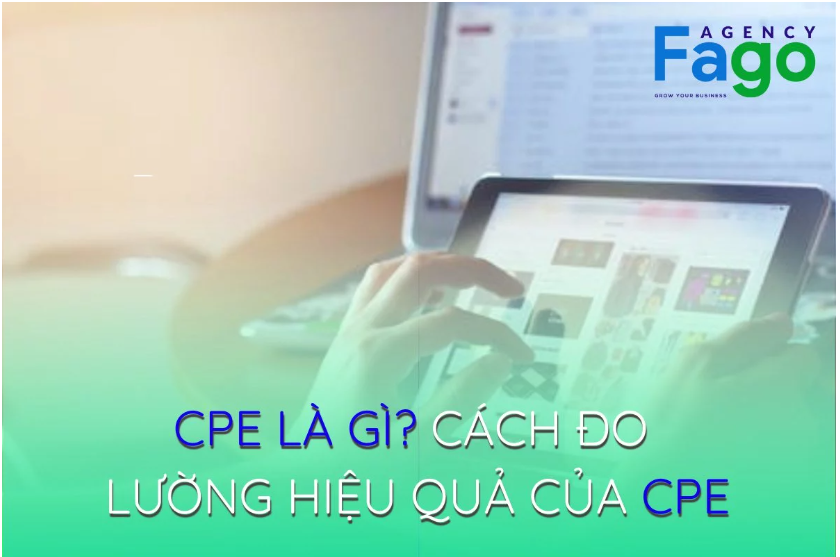 AGENCY
Fago
GROW YOUR BUSINESS
CPE LÀ GÌ? CÁCH ĐO
LƯỜNG HIỆU QUẢ CỦA CPE